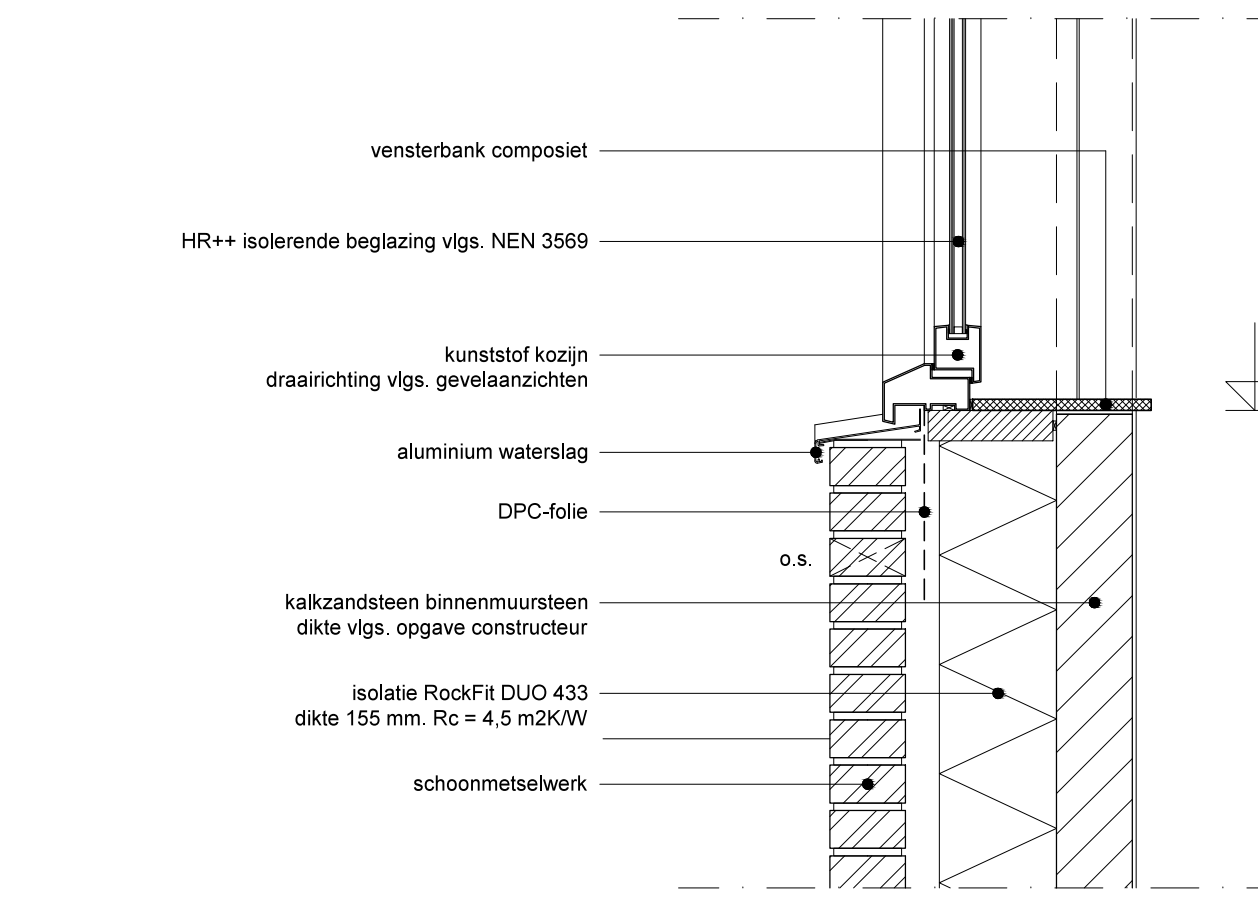 vensterbank composiet
HR++ isolerende beglazing vlgs. NEN 3569
kunststof kozijn
draairichting vlgs. gevelaanzichten
aluminium waterslag
DPC-folie
o.s.
kalkzandsteen binnenmuursteen
dikte vlgs. opgave constructeur
isolatie RockFit DUO 433
dikte 155 mm. Rc = 4,5 m2K/W
schoonmetselwerk